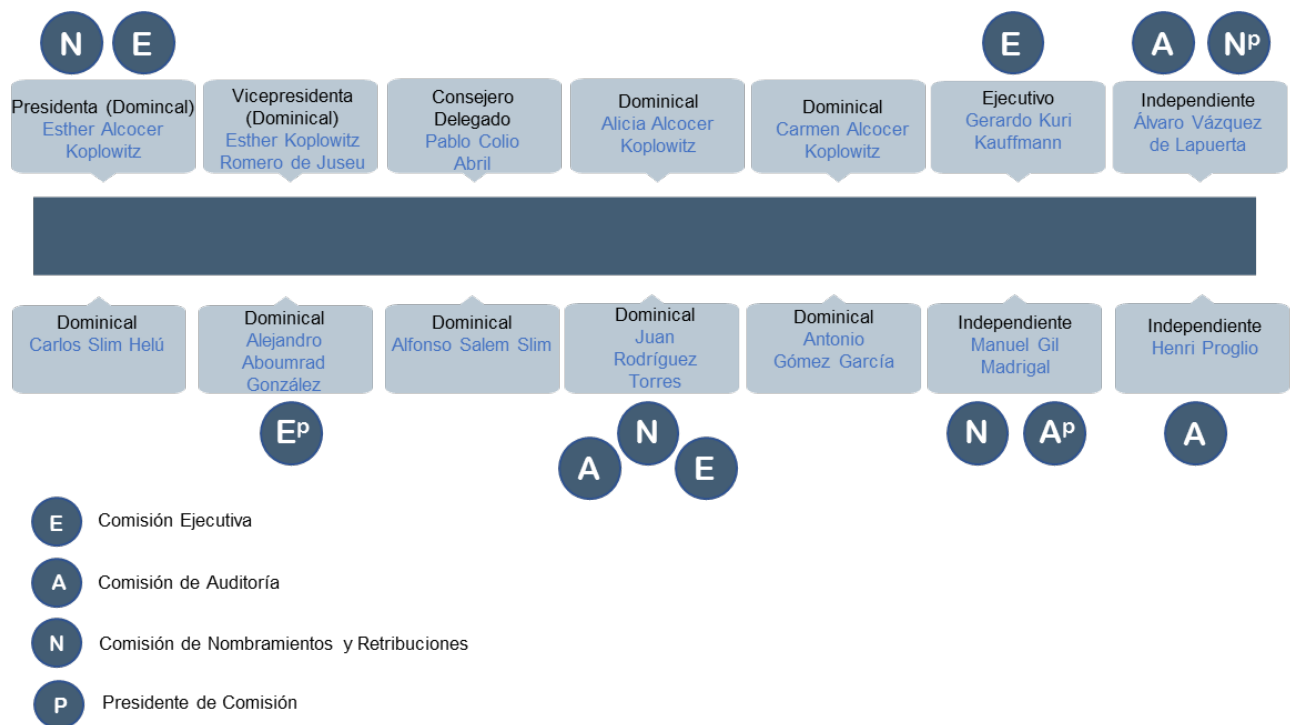 N E
E
A Nᵖ
Presidenta (Domincal)
Esther Alcocer
Koplowitz
Vicepresidenta
(Dominical)
Esther Koplowitz
Romero de Juseu
Consejero
Delegado
Pablo Colio
Abril
Dominical
Alicia Alcocer
Koplowitz
Dominical
Carmen Alcocer
Koplowitz
Ejecutivo
Gerardo Kuri
Kauffmann
Independiente
Álvaro Vázquez
de Lapuerta
Dominical
Carlos Slim Helú
Dominical
Alejandro
Aboumrad
González
Eᵖ
Dominical
Alfonso Salem Slim
Dominical
Juan
Rodríguez
Torres
A N E
Dominical
Antonio
Gómez García
Independiente
Manuel Gil
Madrigal
N Aᵖ
Independiente
Henri Proglio
A
E Comisión Ejecutiva
A Comisión de Auditoría
N Comisión de Nombramientos y Retribuciones
P Presidente de Comisión